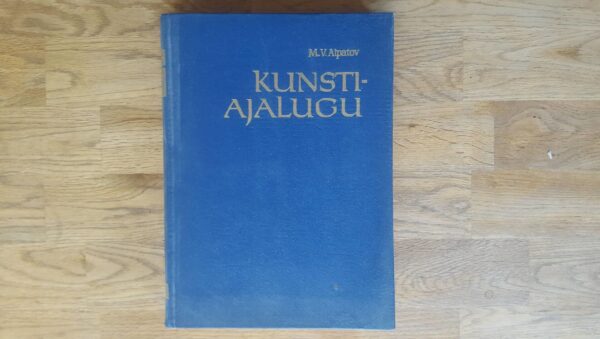 M.V. Alpatov
KUNSTI-
AJALUGU